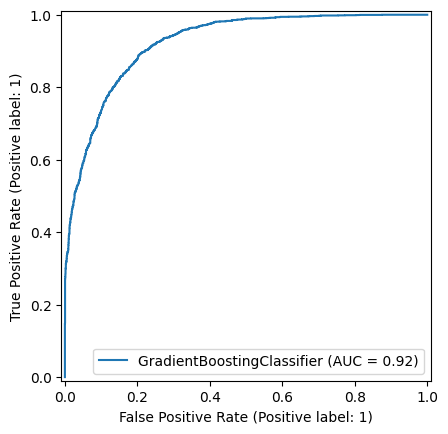 1.0
0.8
0.6
0.4
0.2
0.0
True Positive Rate (Positive label: 1)
GradientBoostingClassifier (AUC = 0.92)
0.0 0.2 0.4 0.6 0.8 1.0
False Positive Rate (Positive label: 1)